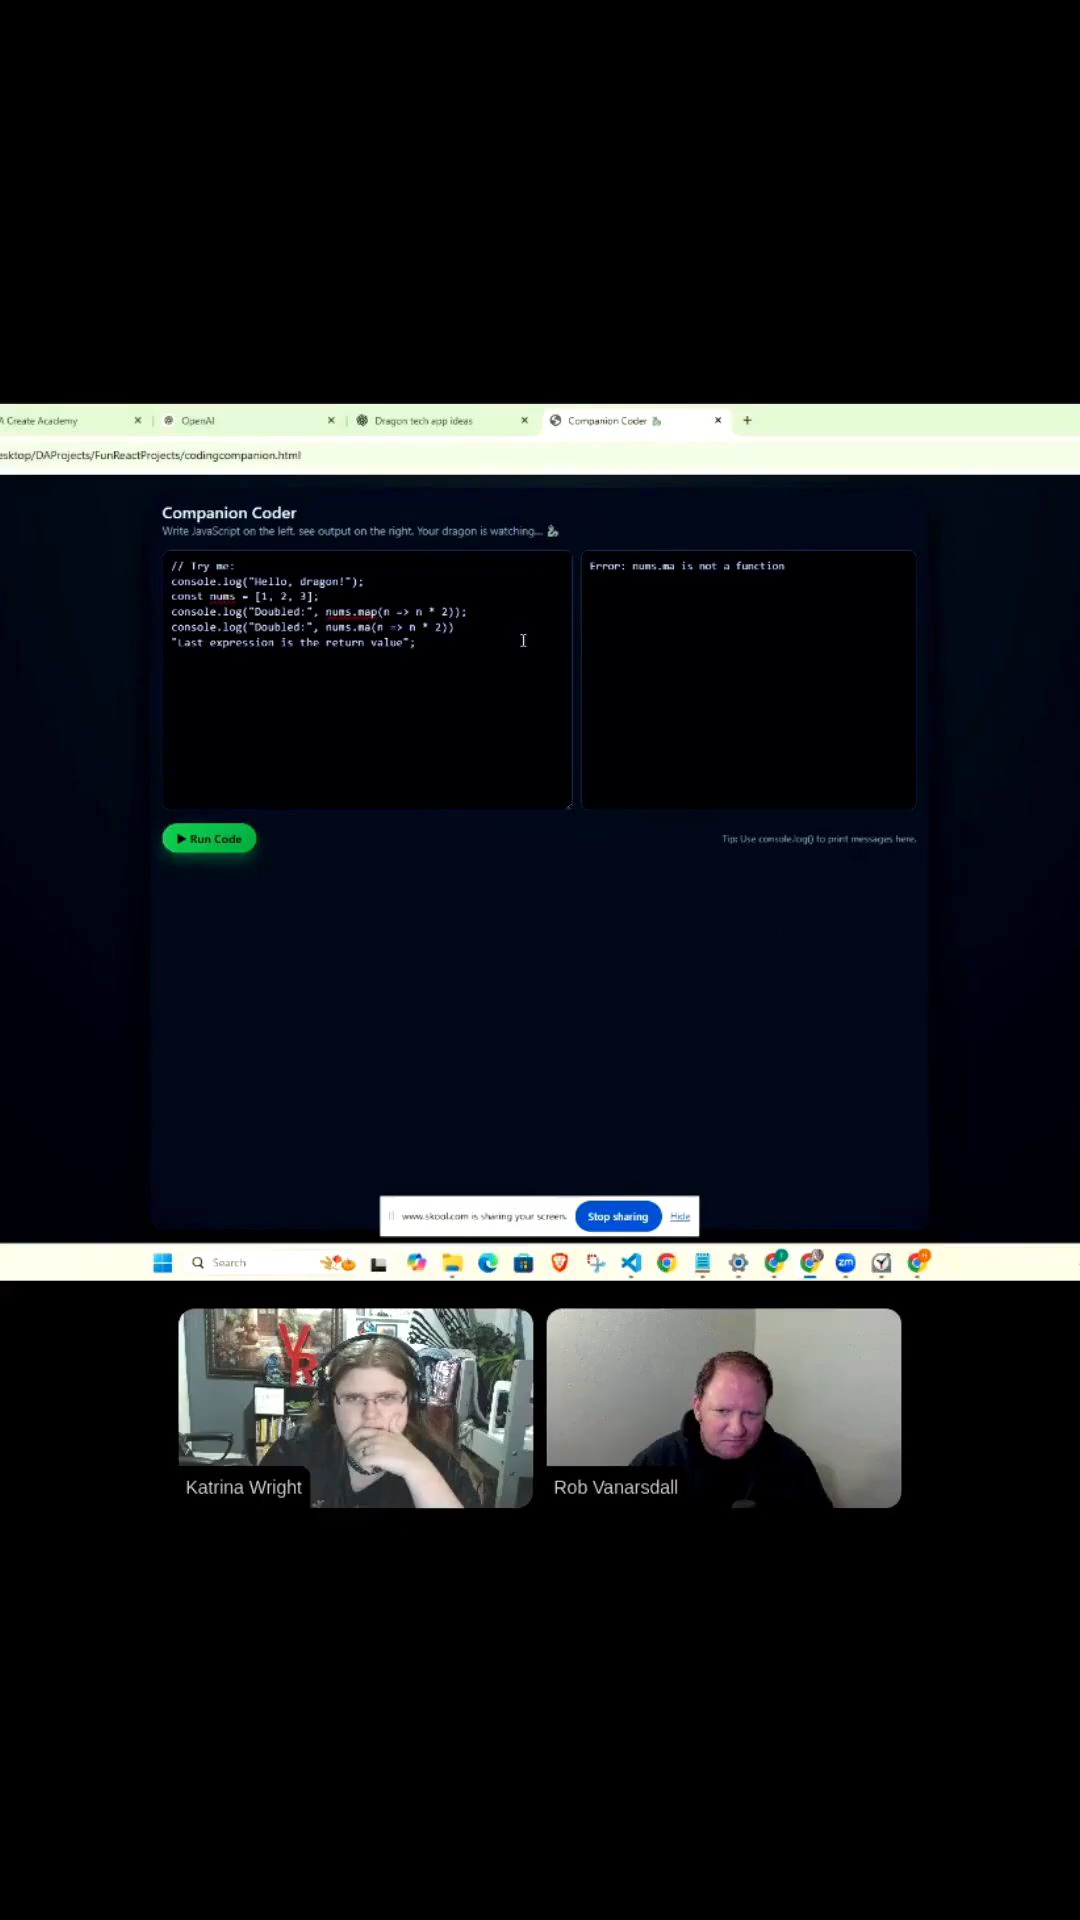 A Create Academy
OpenAI
Dragon tech app ideas
Companion Coder
esktop/DAProjects/FunReactProjects/codingcompanion.html
Companion Coder
Write JavaScript on the left, see output on the right. Your dragon is watching...
// Try me:
console.log("Hello, dragon!");
const nums = [1, 2, 3];
console.log("Doubled:", nums.map(n => n * 2));
console.log("Doubled:", nums.ma(n => n * 2))
"Last expression is the return value";
Error: nums.ma is not a function
Run Code
Tip: Use console.log() to print messages here.
www.skool.com is sharing your screen.
Stop sharing
Hide
Search
zm
VR
Katrina Wright
Rob Vanarsdall